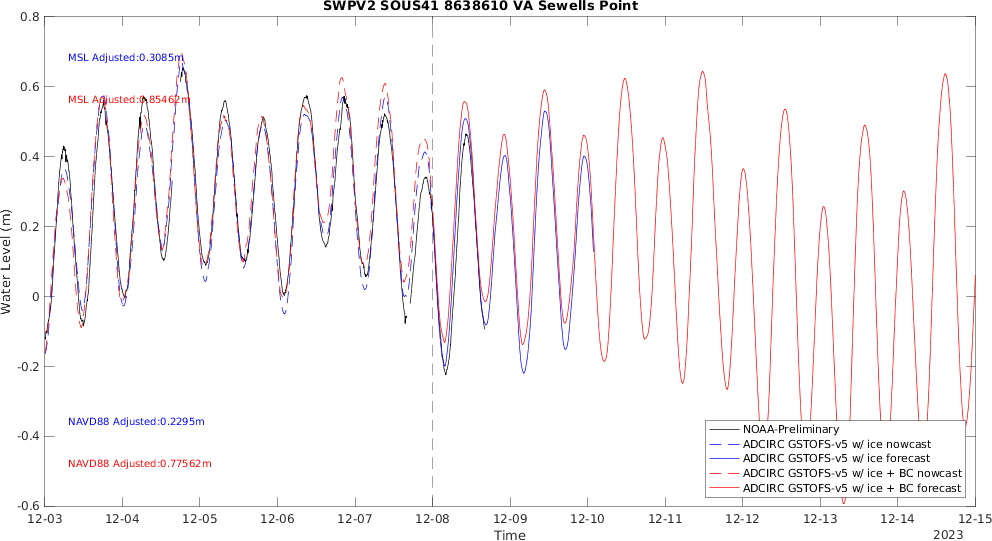 SWPV2 SOUS41 8638610 VA Sewells Point
0.8
0.6
0.4
0.2
0
-0.2
-0.4
-0.6
Water Level (m)
MSL Adjusted:0.3085m
MSL Adjusted:0.85462m
NAVD88 Adjusted:0.2295m
NAVD88 Adjusted:0.77562m
NOAA-Preliminary
ADCIRC GSTOFS-v5 w/ ice nowcast
ADCIRC GSTOFS-v5 w/ ice forecast
ADCIRC GSTOFS-v5 w/ ice + BC nowcast
ADCIRC GSTOFS-v5 w/ ice + BC forecast
12-03 12-04 12-05 12-06 12-07 12-08 12-09 12-10 12-11 12-12 12-13 12-14 12-15
Time
2023